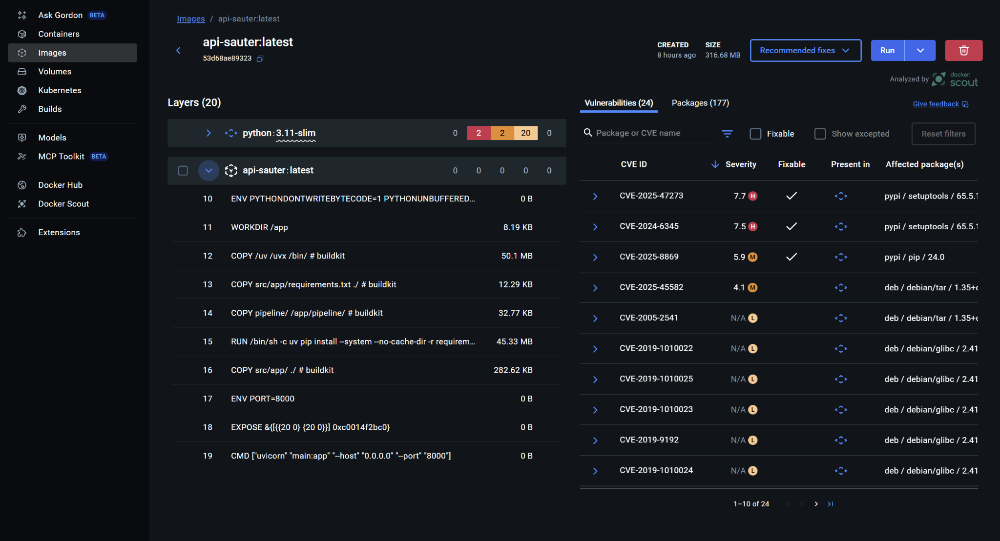 Ask Gordon BETA
Containers
Images
Volumes
Kubernetes
Builds
Models
MCP Toolkit BETA
Docker Hub
Docker Scout
Extensions
Images / api-sauter:latest
api-sauter:latest
53d68ae89323
CREATED
8 hours ago
SIZE
316.68 MB
Recommended fixes
Run
Analyzed by docker scout
Layers (20)
python:3.11-slim 0 2 2 20 0
api-sauter:latest 0 0 0 0 0
10 ENV PYTHONDONTWRITEBYTECODE=1 PYTHONUNBUFFERED... 0 B
11 WORKDIR /app 8.19 KB
12 COPY /uv /uvx /bin/ # buildkit 50.1 MB
13 COPY src/app/requirements.txt ./ # buildkit 12.29 KB
14 COPY pipeline/ /app/pipeline/ # buildkit 32.77 KB
15 RUN /bin/sh -c uv pip install --system --no-cache-dir -r requirem... 45.33 MB
16 COPY src/app/ ./ # buildkit 282.62 KB
17 ENV PORT=8000 0 B
18 EXPOSE &{[{{20 0} {20 0}}] 0xc0014f2bc0} 0 B
19 CMD ["uvicorn" "main:app" "--host" "0.0.0.0" "--port" "8000"] 0 B
Vulnerabilities (24)
Packages (177)
Give feedback
Package or CVE name
Fixable
Show excepted
Reset filters
CVE ID Severity Fixable Present in Affected package(s)
CVE-2025-47273 7.7 H pypi / setuptools / 65.5.1
CVE-2024-6345 7.5 H pypi / setuptools / 65.5.1
CVE-2025-8869 5.9 M pypi / pip / 24.0
CVE-2025-45582 4.1 M deb / debian/tar / 1.35+c
CVE-2005-2541 N/A L deb / debian/tar / 1.35+c
CVE-2019-1010022 N/A L deb / debian/glibc / 2.41
CVE-2019-1010025 N/A L deb / debian/glibc / 2.41
CVE-2019-1010023 N/A L deb / debian/glibc / 2.41
CVE-2019-9192 N/A L deb / debian/glibc / 2.41
CVE-2019-1010024 N/A L deb / debian/glibc / 2.41
1–10 of 24